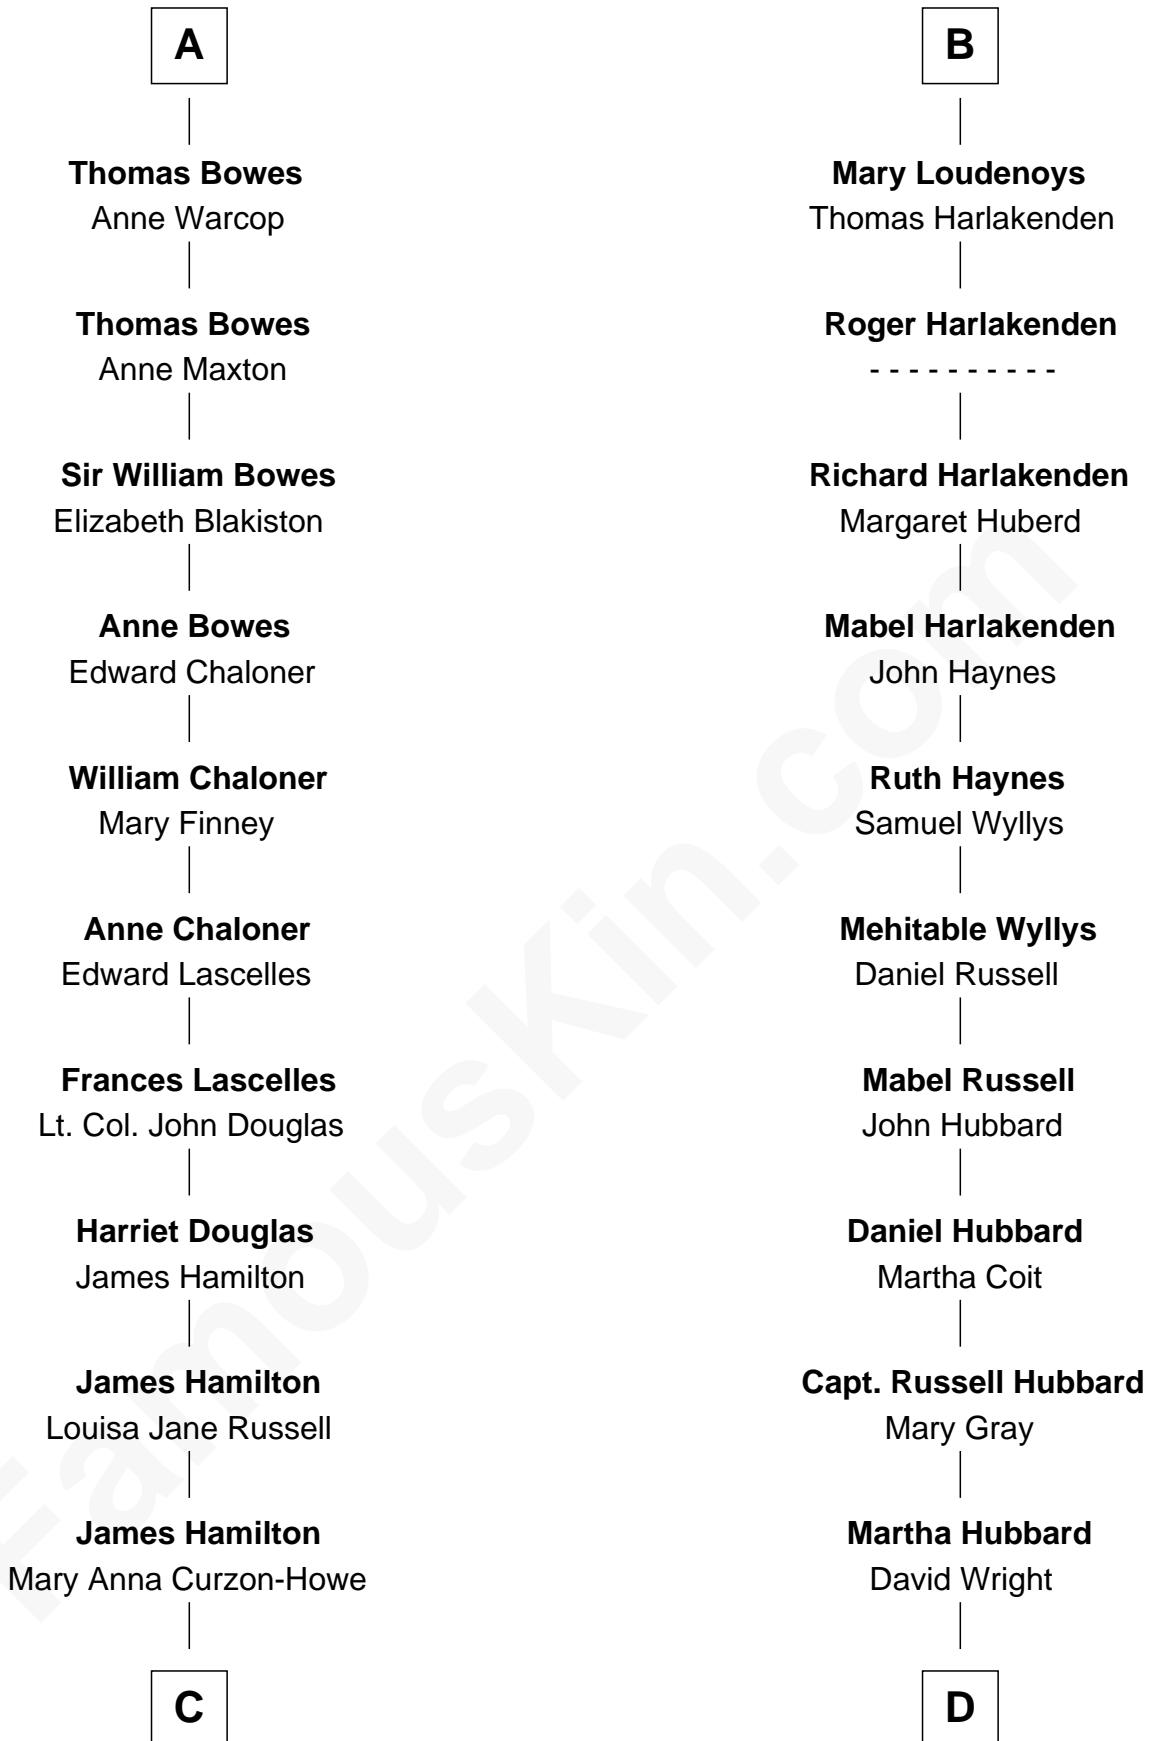 A
Thomas Bowes
Anne Warcop
Thomas Bowes
Anne Maxton
Sir William Bowes
Elizabeth Blakiston
Anne Bowes
Edward Chaloner
William Chaloner
Mary Finney
Anne Chaloner
Edward Lascelles
Frances Lascelles
Lt. Col. John Douglas
Harriet Douglas
James Hamilton
James Hamilton
Louisa Jane Russell
James Hamilton
Mary Anna Curzon-Howe
C
B
Mary Loudenoys
Thomas Harlakenden
Roger Harlakenden
- - - - - - - - - -
Richard Harlakenden
Margaret Huberd
Mabel Harlakenden
John Haynes
Ruth Haynes
Samuel Wyllys
Mehitable Wyllys
Daniel Russell
Mabel Russell
John Hubbard
Daniel Hubbard
Martha Coit
Capt. Russell Hubbard
Mary Gray
Martha Hubbard
David Wright
D
FamousKin.com